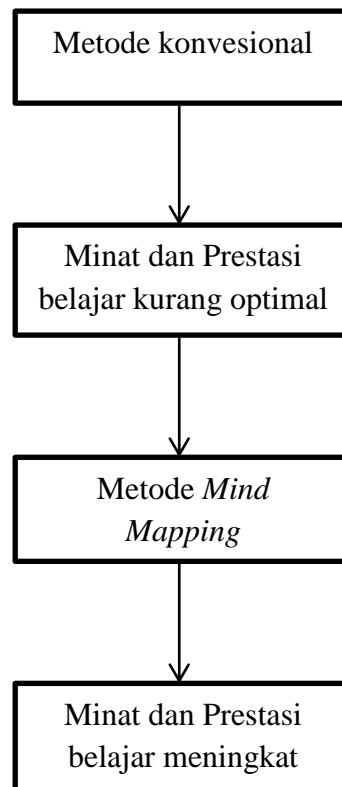 Metode konvesional
Minat dan Prestasi
belajar kurang optimal
Metode Mind
Mapping
Minat dan Prestasi
belajar meningkat